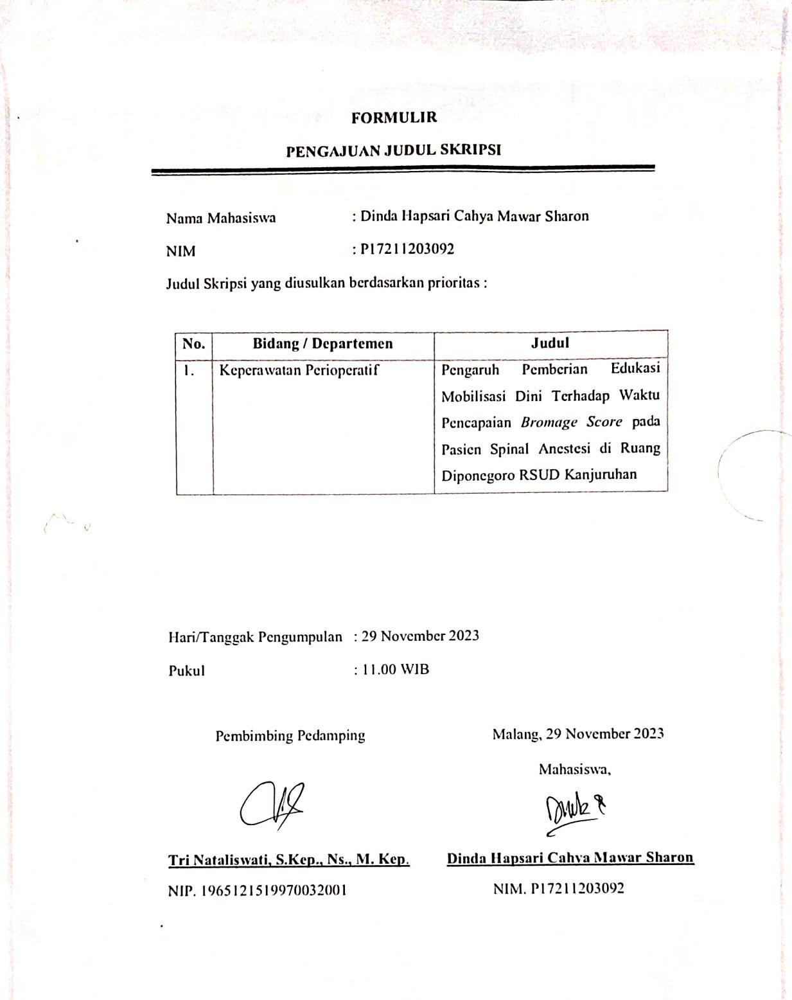 FORMULIR
PENGAJUAN JUDUL SKRIPSI
Nama Mahasiswa : Dinda Hapsari Cahya Mawar Sharon
NIM : P17211203092
Judul Skripsi yang diusulkan berdasarkan prioritas :
No. Bidang / Departemen Judul
1. Keperawatan Perioperatif Pengaruh Pemberian Edukasi
Mobilisasi Dini Terhadap Waktu
Pencapaian Bromage Score pada
Pasien Spinal Anestesi di Ruang
Diponegoro RSUD Kanjuruhan
Hari/Tanggak Pengumpulan : 29 November 2023
Pukul : 11.00 WIB
Pembimbing Pedamping Malang, 29 November 2023
Mahasiswa,
Tri Nataliswati, S.Kep., Ns., M. Kep. Dinda Hapsari Cahya Mawar Sharon
NIP. 1965121519970032001 NIM. P17211203092